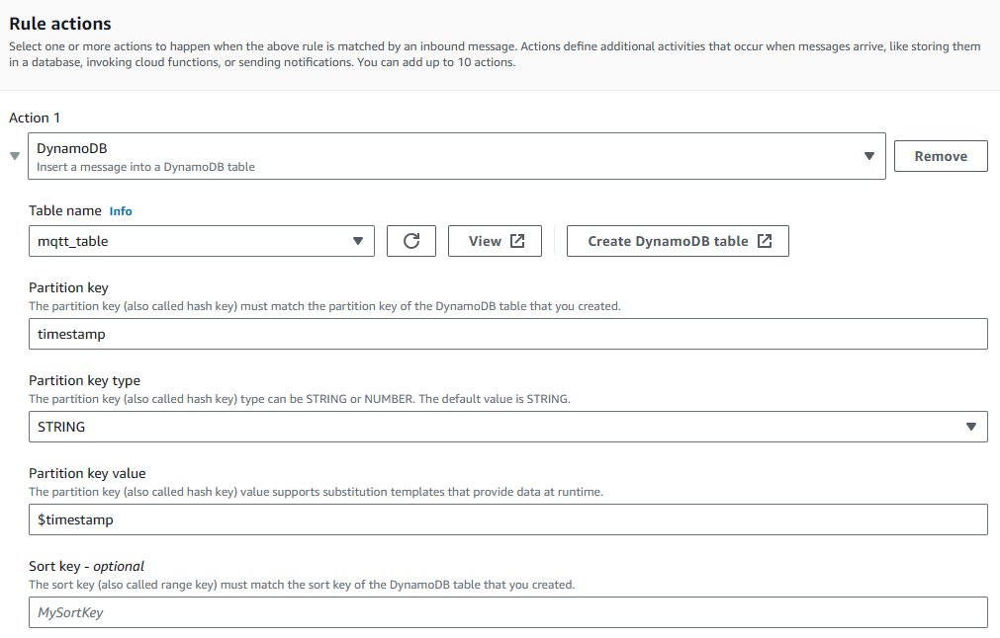 Rule actions
Select one or more actions to happen when the above rule is matched by an inbound message. Actions define additional activities that occur when messages arrive, like storing them
in a database, invoking cloud functions, or sending notifications. You can add up to 10 actions.
Action 1
DynamoDB
Insert a message into a DynamoDB table
Remove
Table name Info
mqtt_table
View
Create DynamoDB table
Partition key
The partition key (also called hash key) must match the partition key of the DynamoDB table that you created.
timestamp
Partition key type
The partition key (also called hash key) type can be STRING or NUMBER. The default value is STRING.
STRING
Partition key value
The partition key (also called hash key) value supports substitution templates that provide data at runtime.
$timestamp
Sort key - optional
The sort key (also called range key) must match the sort key of the DynamoDB table that you created.
MySortKey